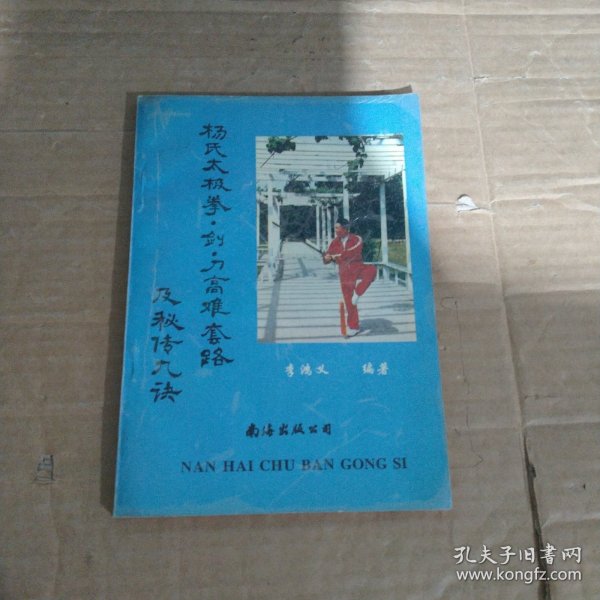 杨氏太极拳·剑·刀高难套路
及秘传九诀
李鸿义 编著
南海出版公司
NAN HAI CHU BAN GONG SI
孔夫子旧书网
www.kongfz.com